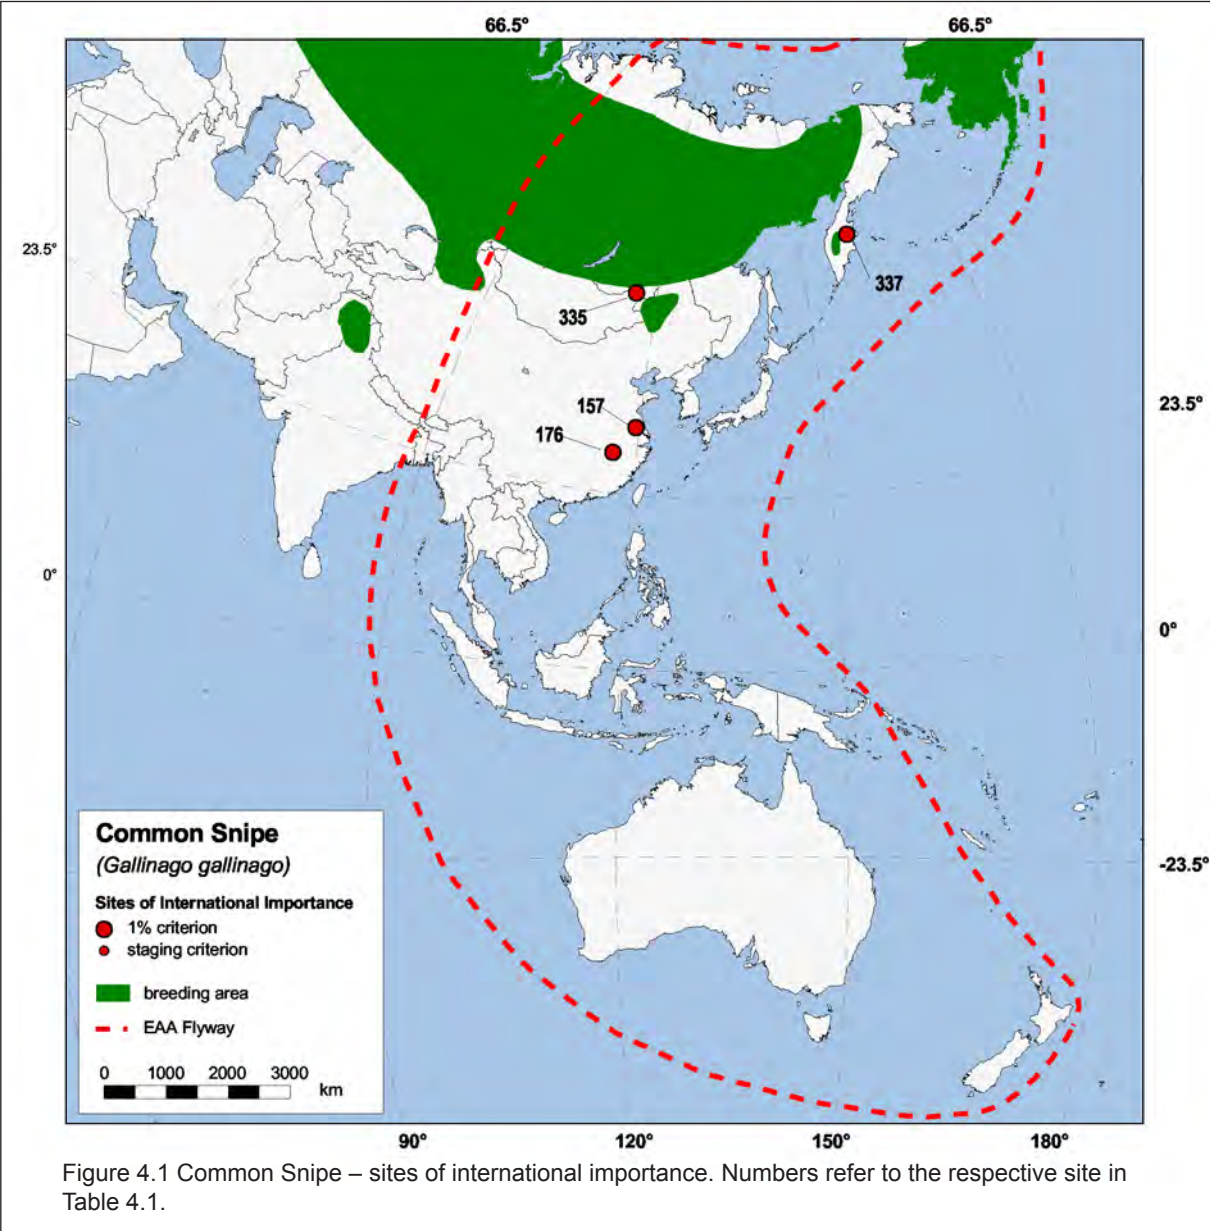 66.5°
66.5°
23.5°
337
335
23.5°
157
176
0°
0°
-23.5°
Common Snipe
(Gallinago gallinago)
Sites of International Importance
1% criterion
staging criterion
breeding area
EAA Flyway
0 1000 2000 3000
km
90°
120°
150°
180°
Figure 4.1 Common Snipe – sites of international importance. Numbers refer to the respective site in
Table 4.1.